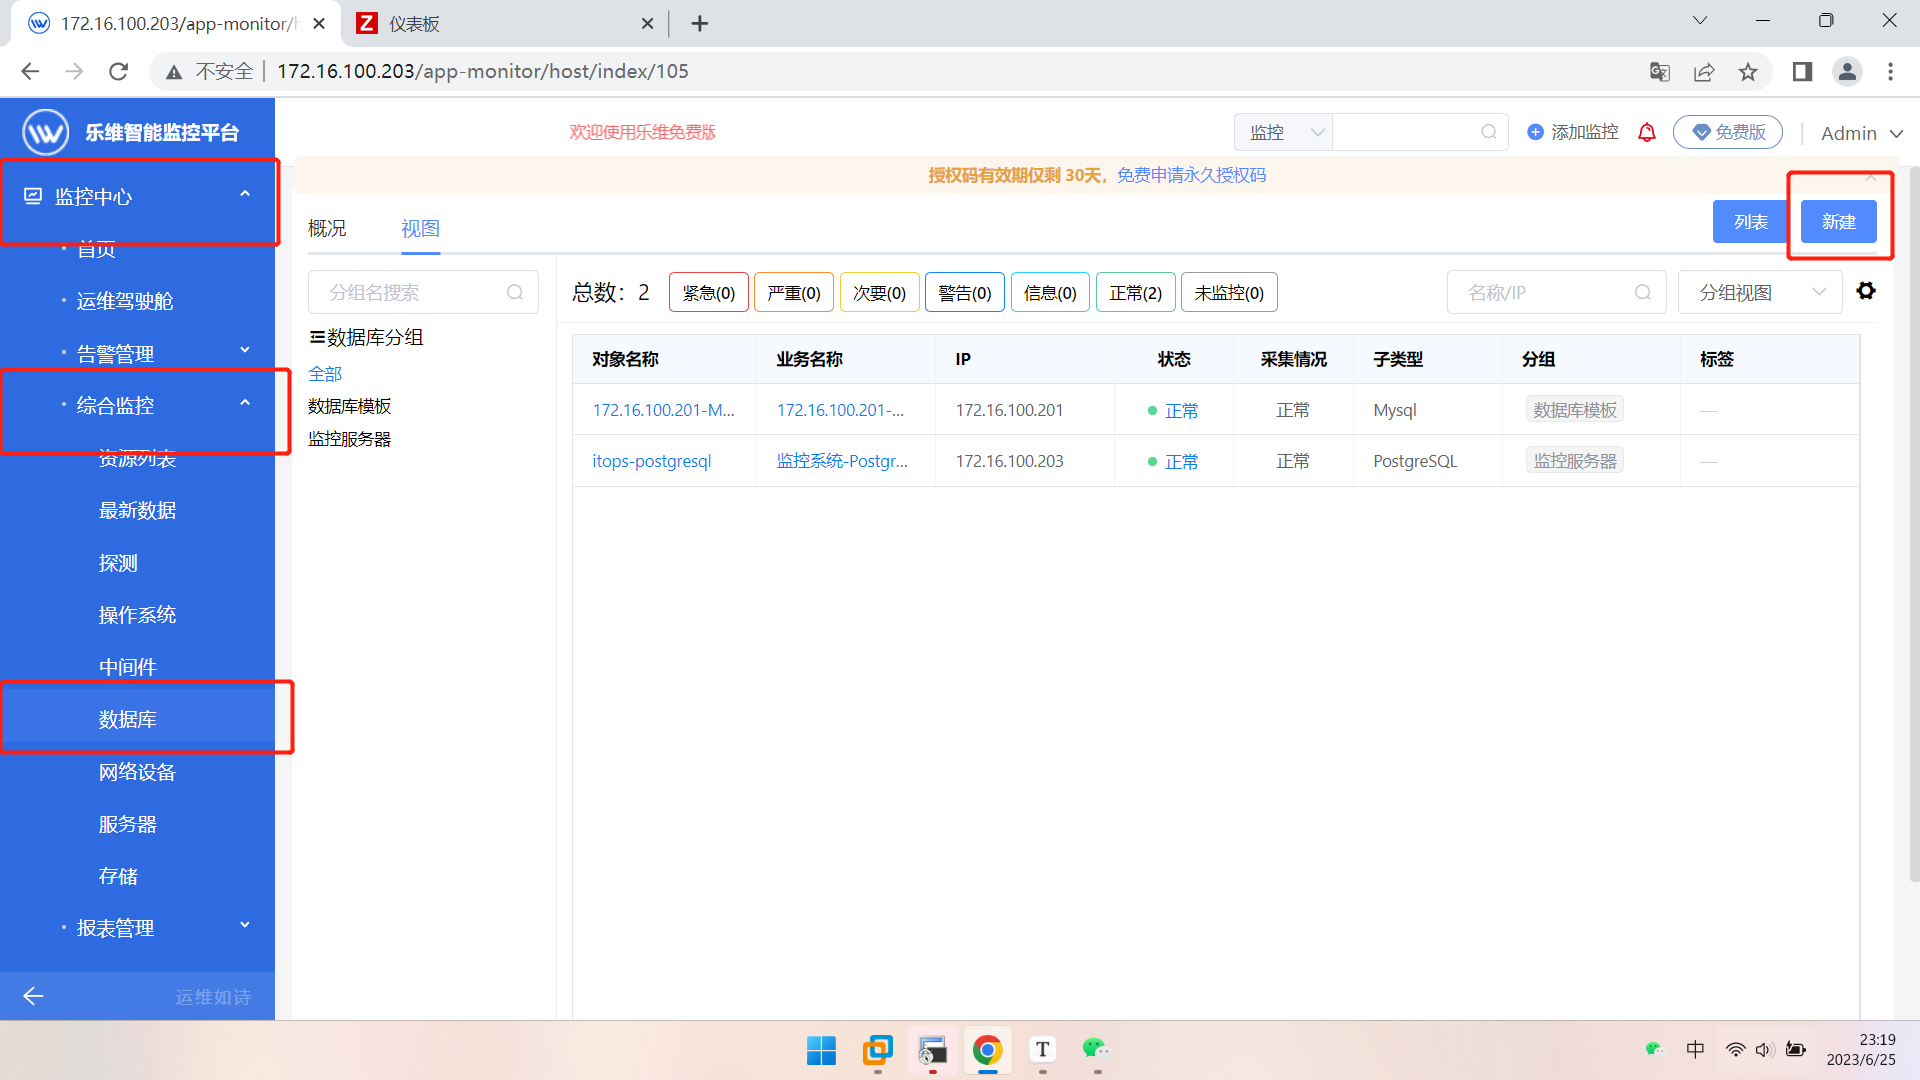 172.16.100.203/app-monitor/h
仪表板
不安全
172.16.100.203/app-monitor/host/index/105
乐维智能监控平台
欢迎使用乐维免费版
监控
添加监控
免费版
Admin
授权码有效期仅剩 30天，免费申请永久授权码
监控中心
首页
运维驾驶舱
告警管理
综合监控
资源列表
最新数据
探测
操作系统
中间件
数据库
网络设备
服务器
存储
报表管理
运维如诗
概况 视图
列表 新建
分组名搜索
数据库分组
全部
数据库模板
监控服务器
总数：2 紧急(0) 严重(0) 次要(0) 警告(0) 信息(0) 正常(2) 未监控(0) 名称/IP 分组视图
对象名称 业务名称 IP 状态 采集情况 子类型 分组 标签
172.16.100.201-M... 172.16.100.201-... 172.16.100.201 正常 正常 Mysql 数据库模板 —
itops-postgresql 监控系统-Postgr... 172.16.100.203 正常 正常 PostgreSQL 监控服务器 —
中
23:19
2023/6/25